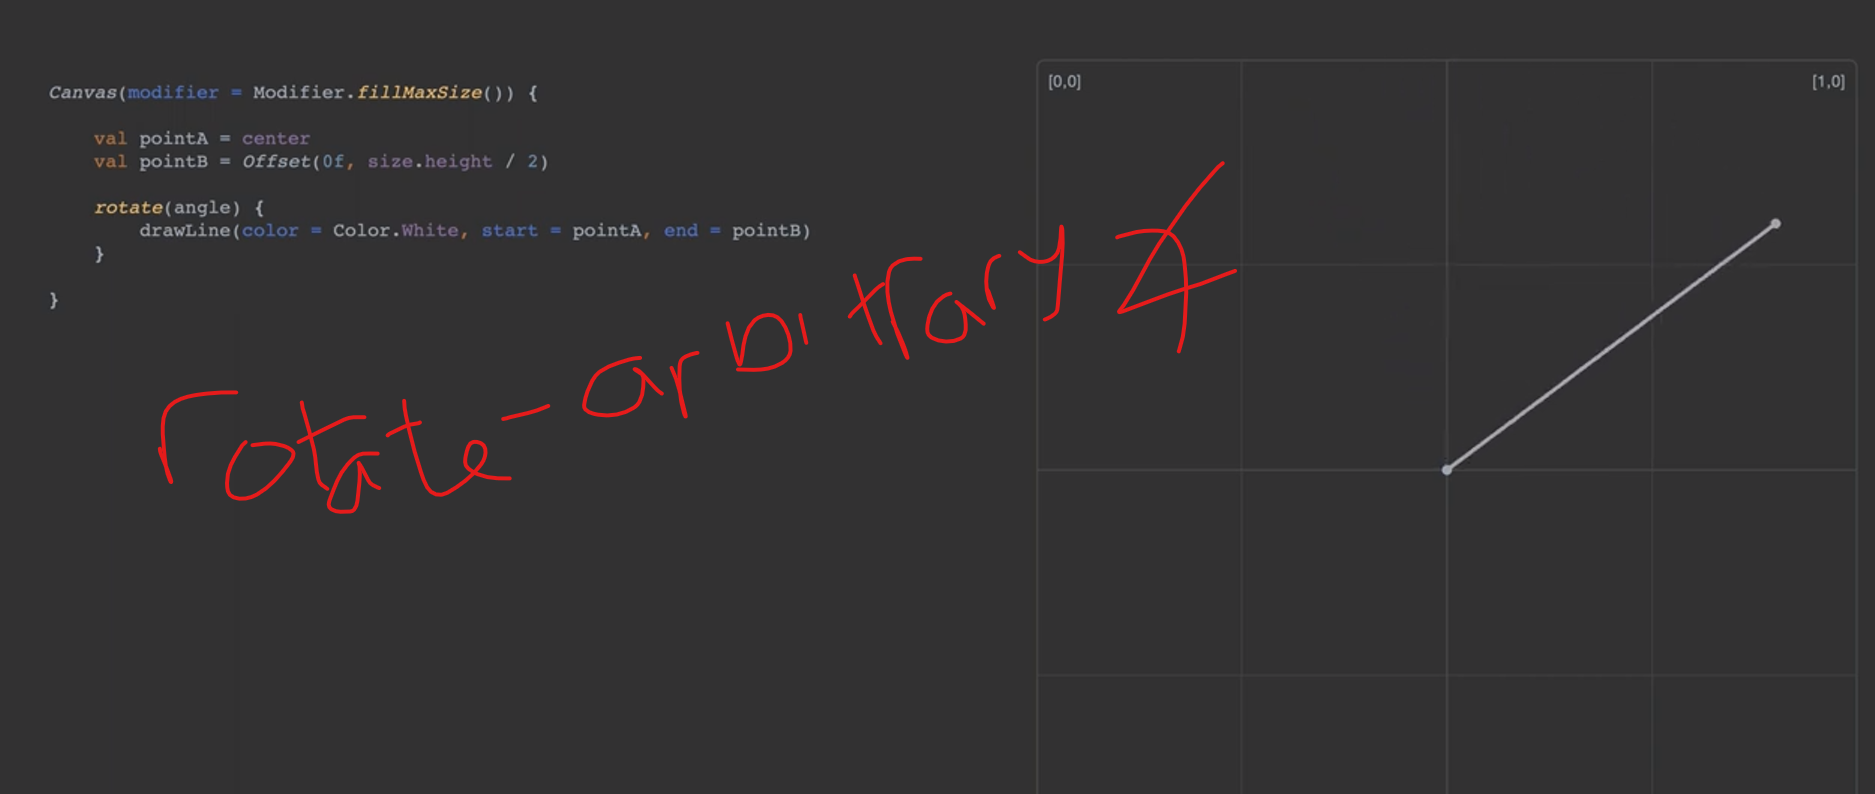 Canvas(modifier = Modifier.fillMaxSize()) {
val pointA = center
val pointB = Offset(0f, size.height / 2)
rotate(angle) {
drawLine(color = Color.White, start = pointA, end = pointB)
}
}
[0,0]
[1,0]
rotate-arbitrary ∡